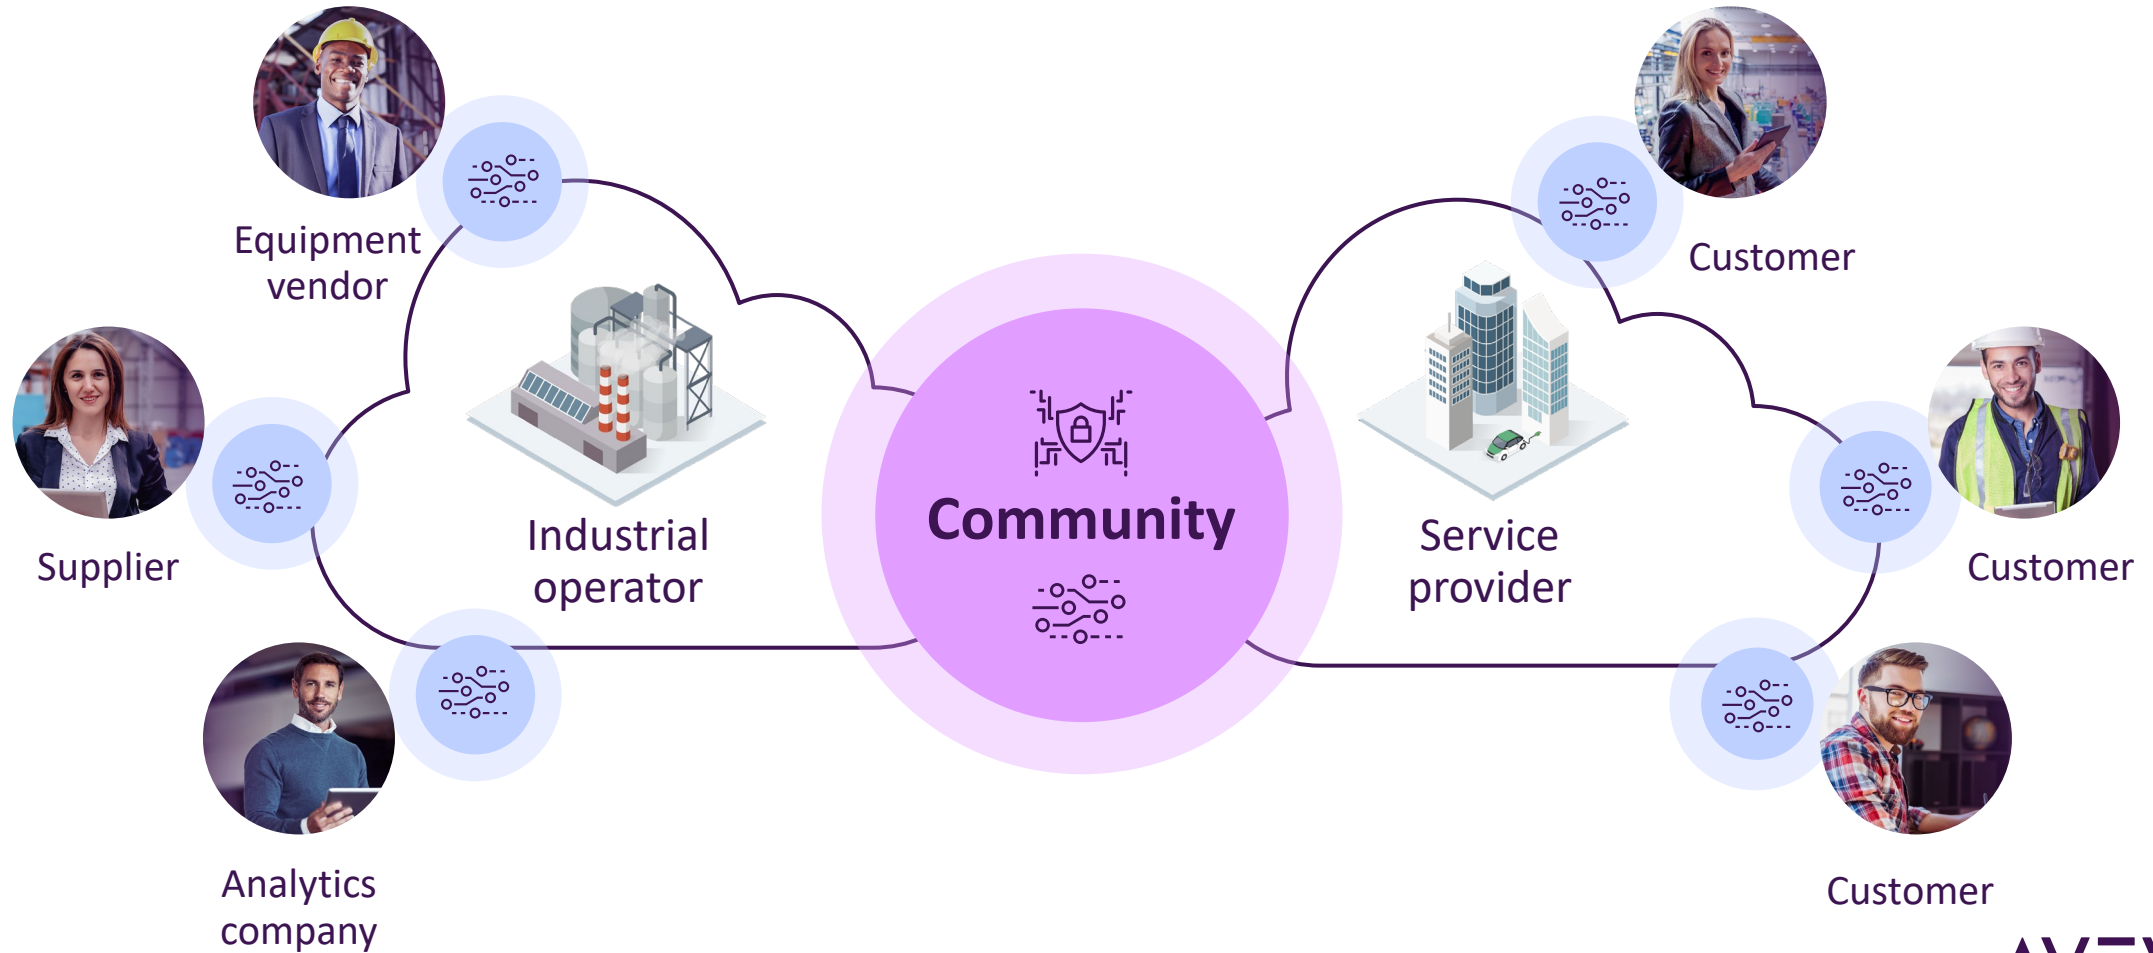 Equipment
vendor
Customer
Supplier
Industrial
operator
Community
Service
provider
Customer
Analytics
company
Customer